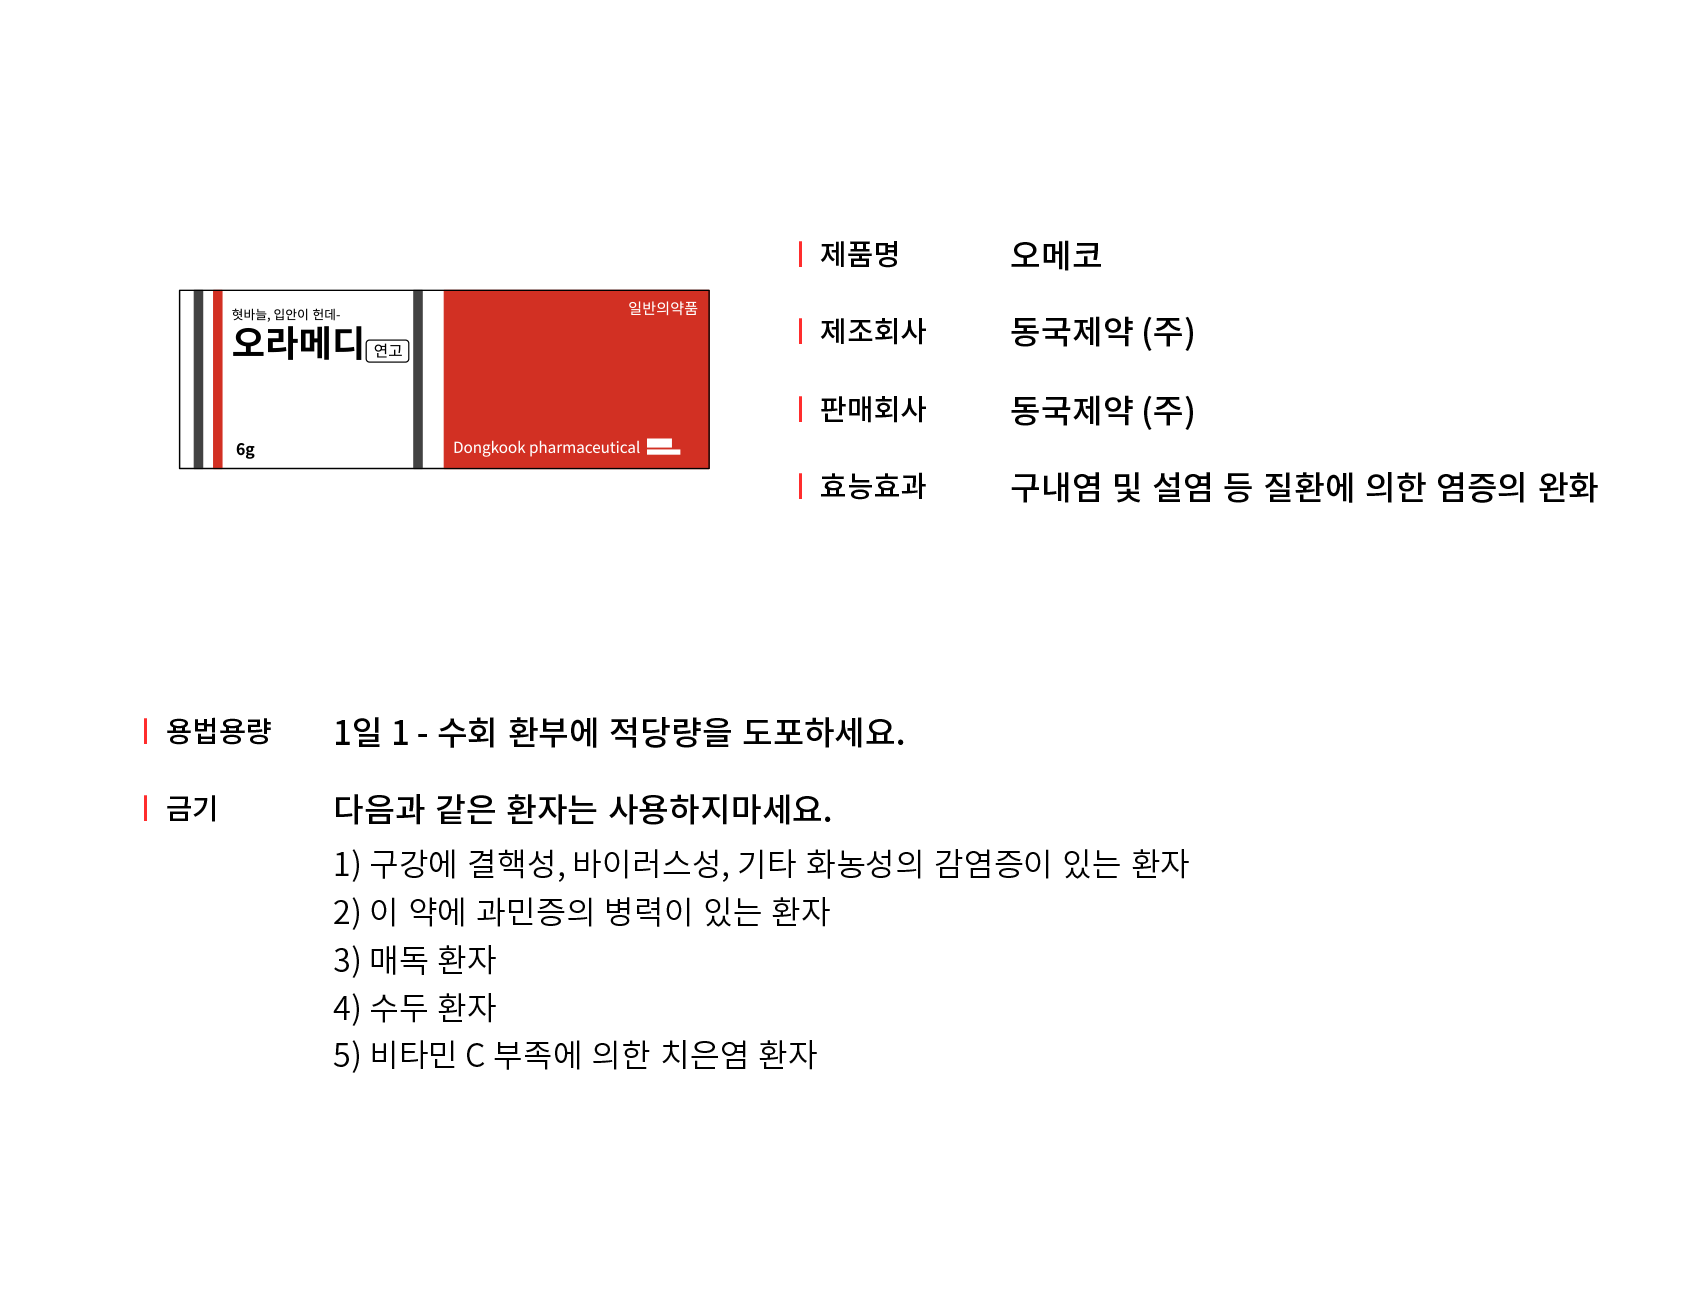 혓바늘, 입안이 헌데-
오라메디 연고
6g
일반의약품
Dongkook pharmaceutical
제품명 오메코
제조회사 동국제약 (주)
판매회사 동국제약 (주)
효능효과 구내염 및 설염 등 질환에 의한 염증의 완화
용법용량 1일 1 - 수회 환부에 적당량을 도포하세요.
금기 다음과 같은 환자는 사용하지마세요.
1) 구강에 결핵성, 바이러스성, 기타 화농성의 감염증이 있는 환자
2) 이 약에 과민증의 병력이 있는 환자
3) 매독 환자
4) 수두 환자
5) 비타민 C 부족에 의한 치은염 환자